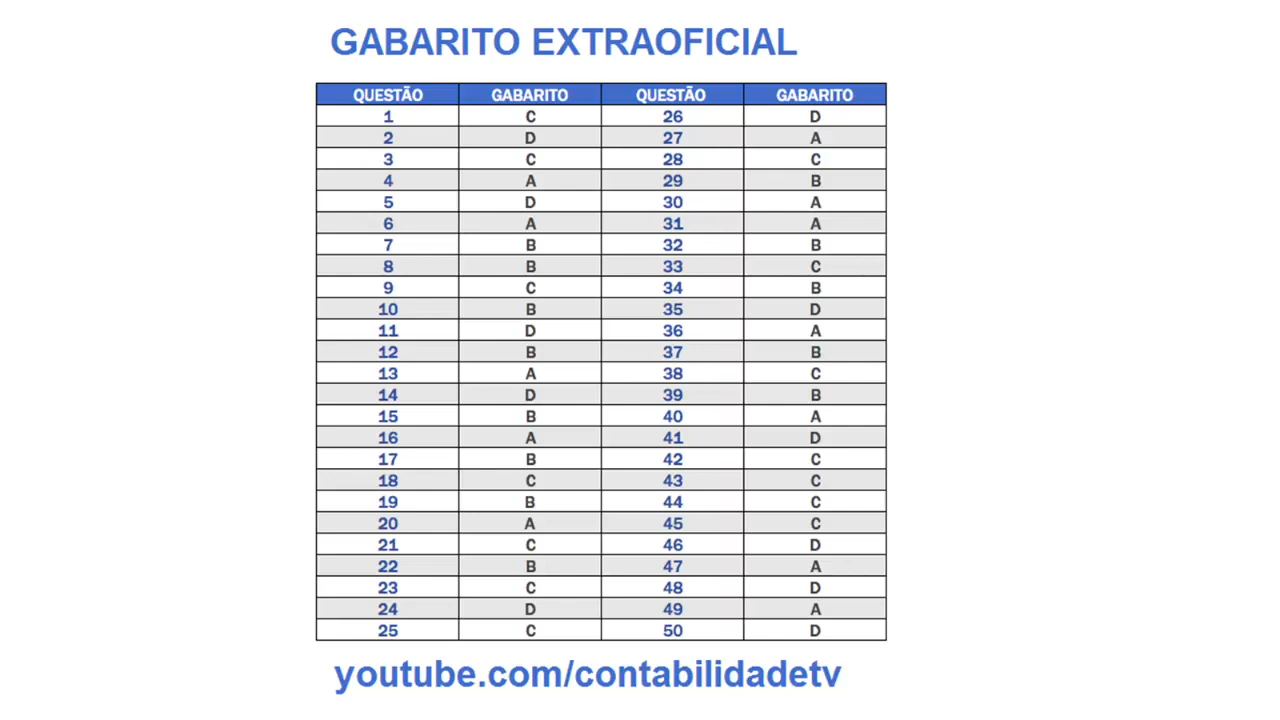 GABARITO EXTRAOFICIAL
QUESTÃO GABARITO QUESTÃO GABARITO
1 C 26 D
2 D 27 A
3 C 28 C
4 A 29 B
5 D 30 A
6 A 31 A
7 B 32 B
8 B 33 C
9 C 34 B
10 B 35 D
11 D 36 A
12 B 37 B
13 A 38 C
14 D 39 B
15 B 40 A
16 A 41 D
17 B 42 C
18 C 43 C
19 B 44 C
20 A 45 C
21 C 46 D
22 B 47 A
23 C 48 D
24 D 49 A
25 C 50 D
youtube.com/contabilidadetv